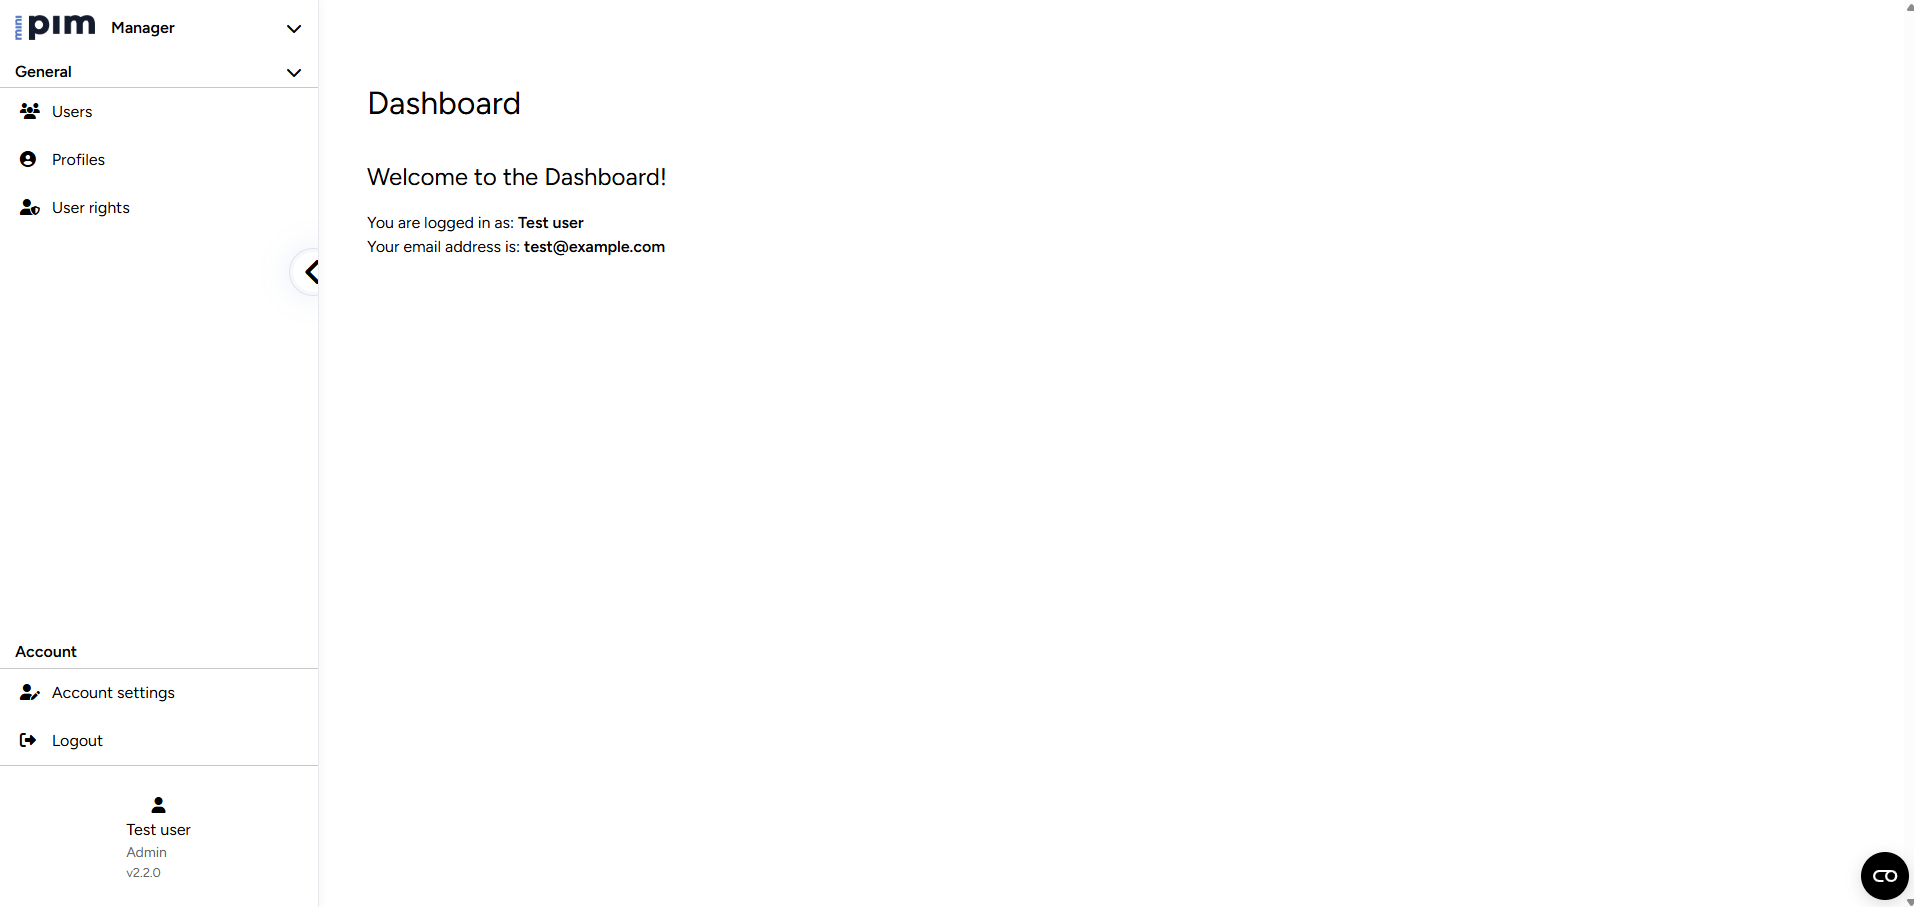 mini pim Manager
General
Users
Profiles
User rights
Account
Account settings
Logout
Test user
Admin
v2.2.0
Dashboard
Welcome to the Dashboard!
You are logged in as: Test user
Your email address is: test@example.com